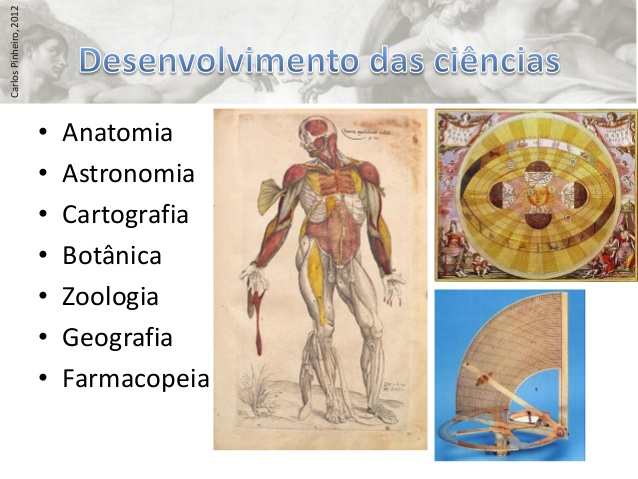 Carlos Pinheiro, 2012
Desenvolvimento das ciências
• Anatomia
• Astronomia
• Cartografia
• Botânica
• Zoologia
• Geografia
• Farmacopeia